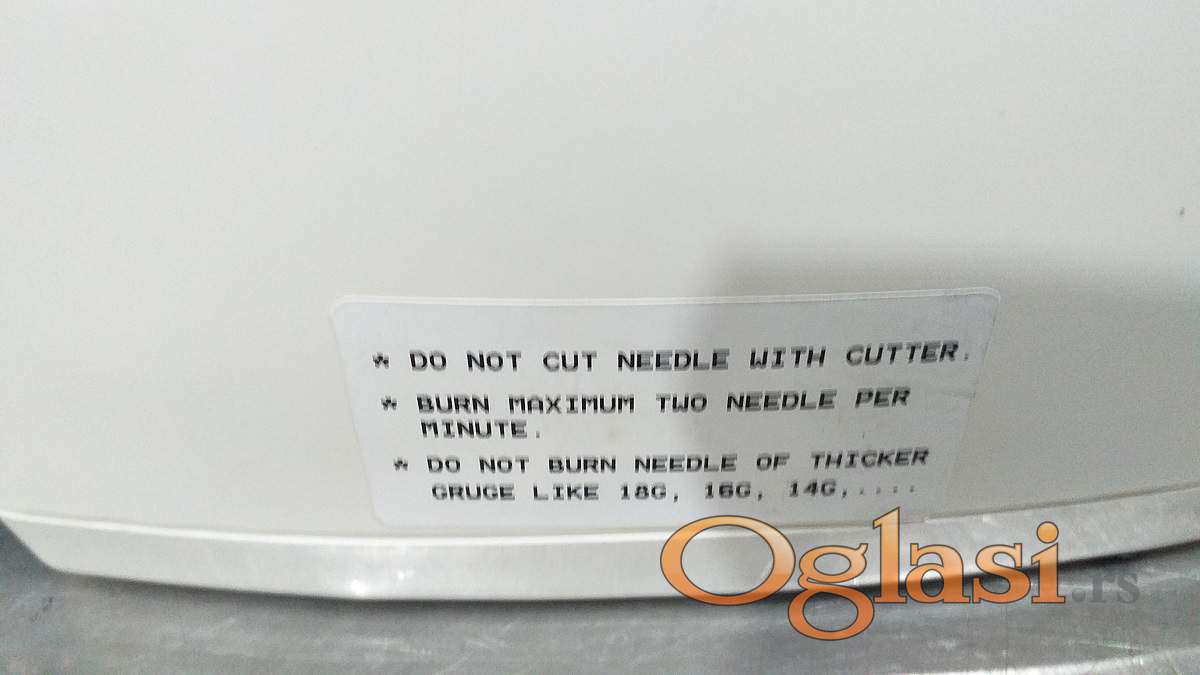 * DO NOT CUT NEEDLE WITH CUTTER.
* BURN MAXIMUM TWO NEEDLE PER
MINUTE.
* DO NOT BURN NEEDLE OF THICKER
GRUGE LIKE 18G, 16G, 14G,....
Oglasi.rs